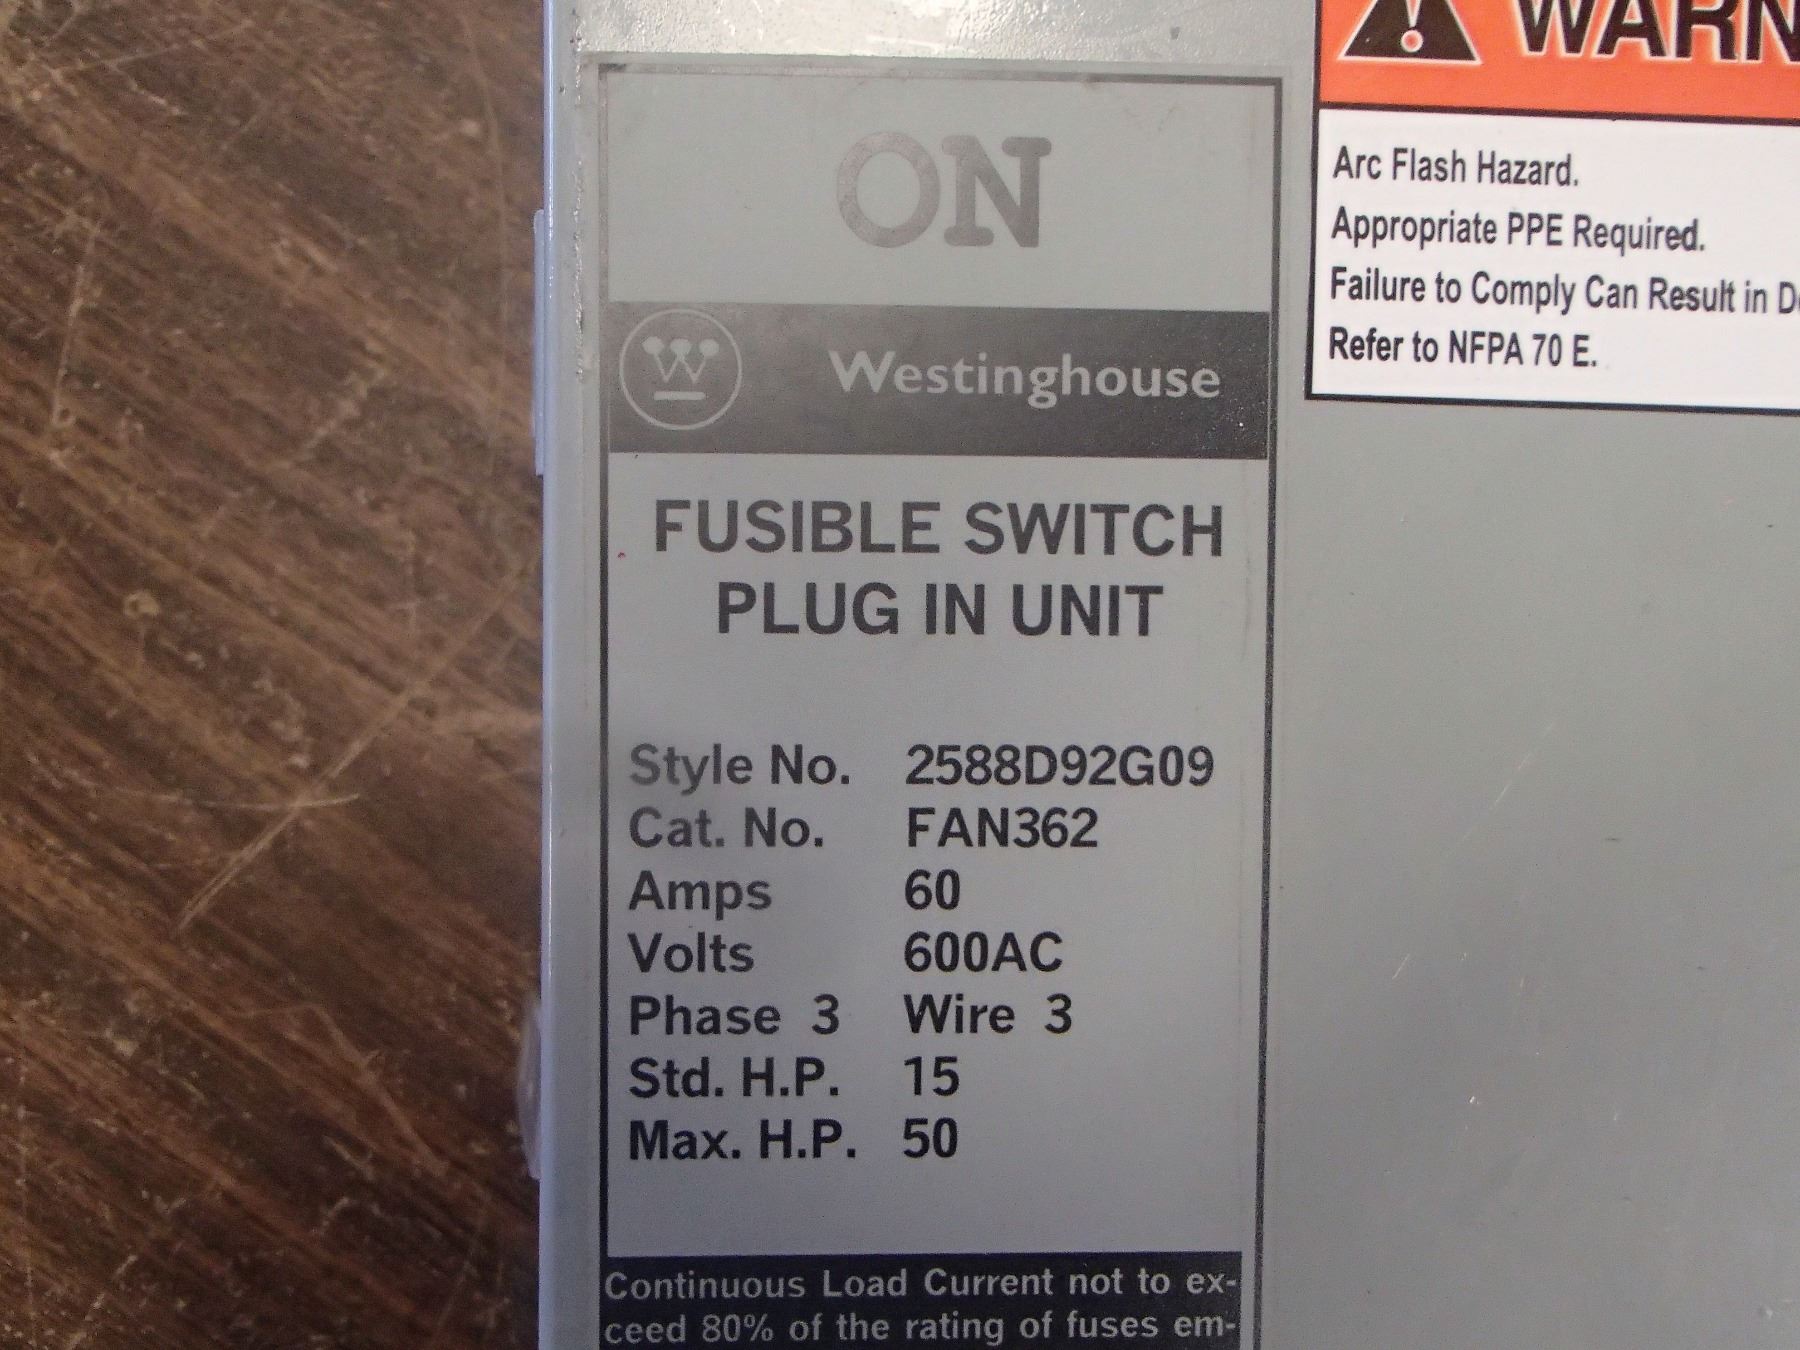 ON
W Westinghouse
FUSIBLE SWITCH
PLUG IN UNIT
Style No. 2588D92G09
Cat. No. FAN362
Amps 60
Volts 600AC
Phase 3 Wire 3
Std. H.P. 15
Max. H.P. 50
Continuous Load Current not to ex-
ceed 80% of the rating of fuses em-
Arc Flash Hazard.
Appropriate PPE Required.
Failure to Comply Can Result in
Refer to NFPA 70 E.